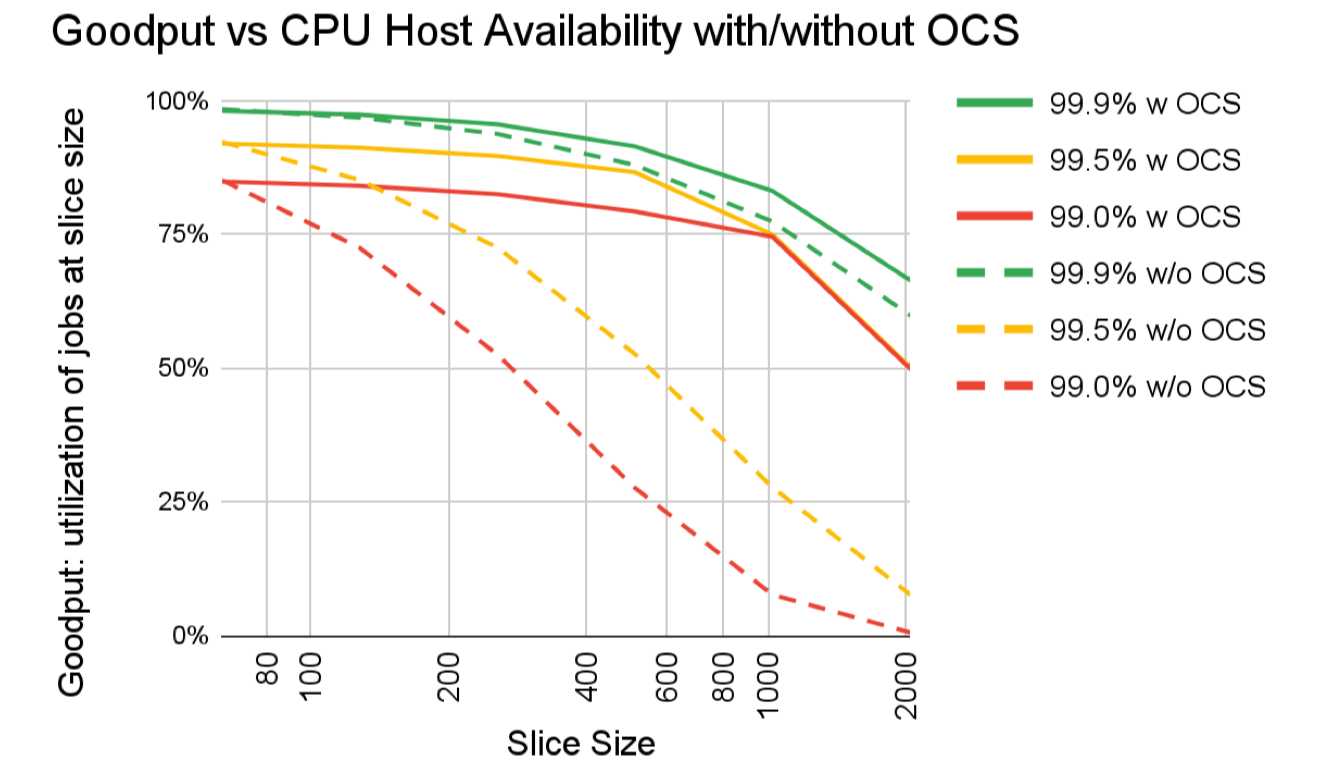 Goodput vs CPU Host Availability with/without OCS
Goodput: utilization of jobs at slice size
100%
75%
50%
25%
0%
80
100
200
400
600
800
1000
2000
Slice Size
99.9% w OCS
99.5% w OCS
99.0% w OCS
99.9% w/o OCS
99.5% w/o OCS
99.0% w/o OCS